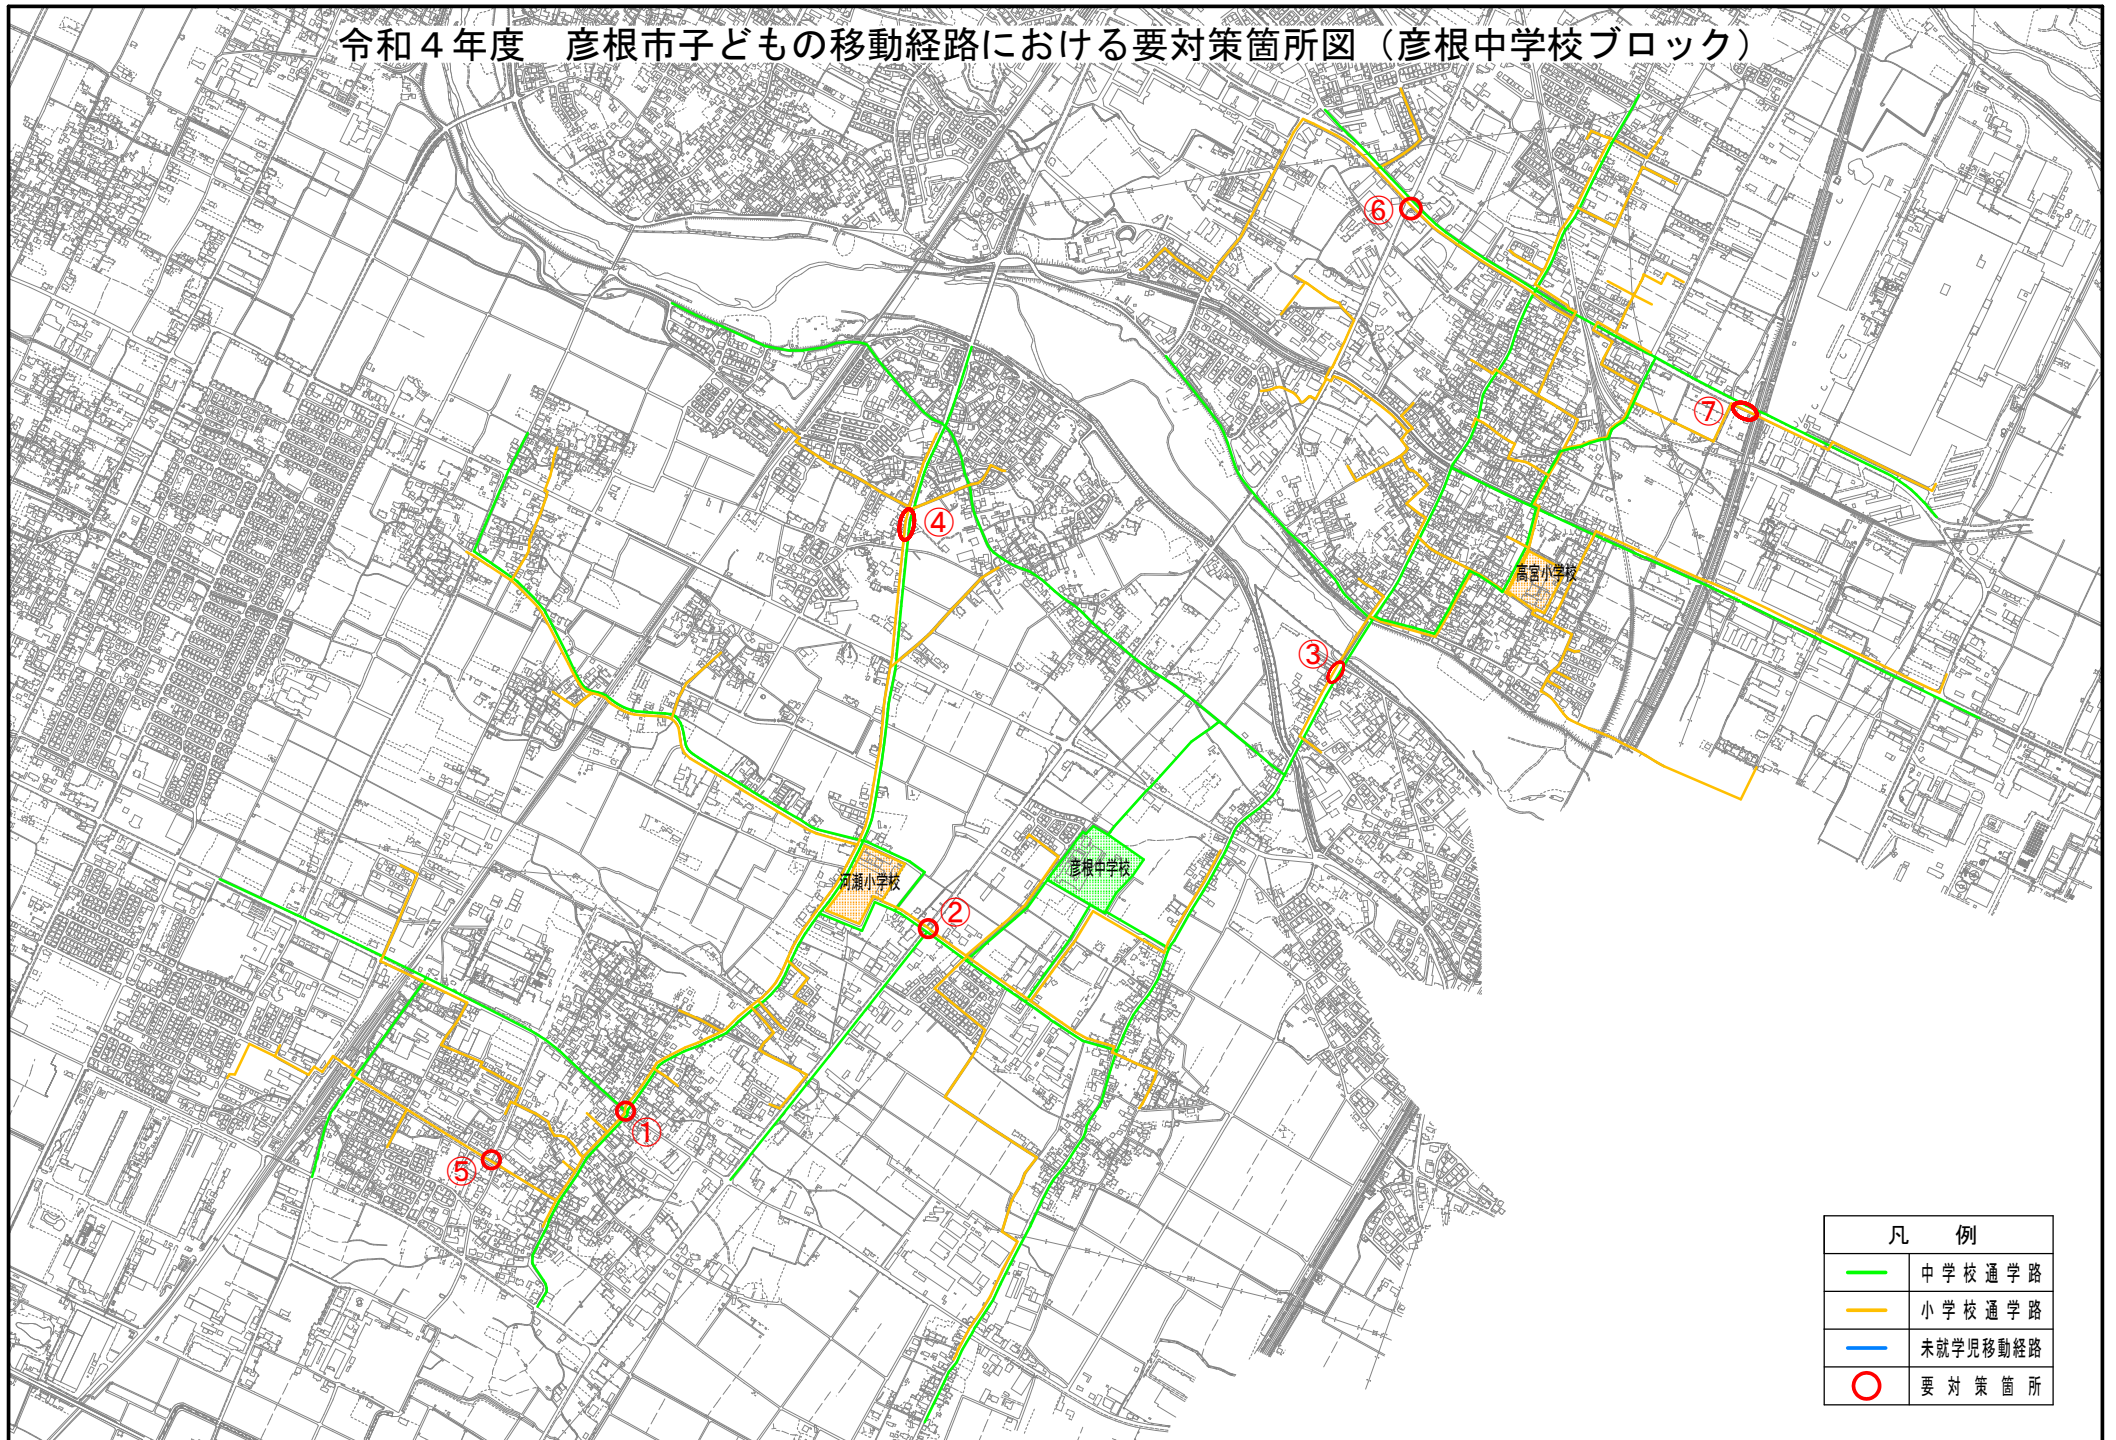 令和４年度　彦根市子どもの移動経路における要対策箇所図（彦根中学校ブロック）
⑥
⑦
④
高宮小学校
③
彦根中学校
河瀬小学校
②
①
⑤
凡　例
中学校通学路
小学校通学路
未就学児移動経路
要対策箇所